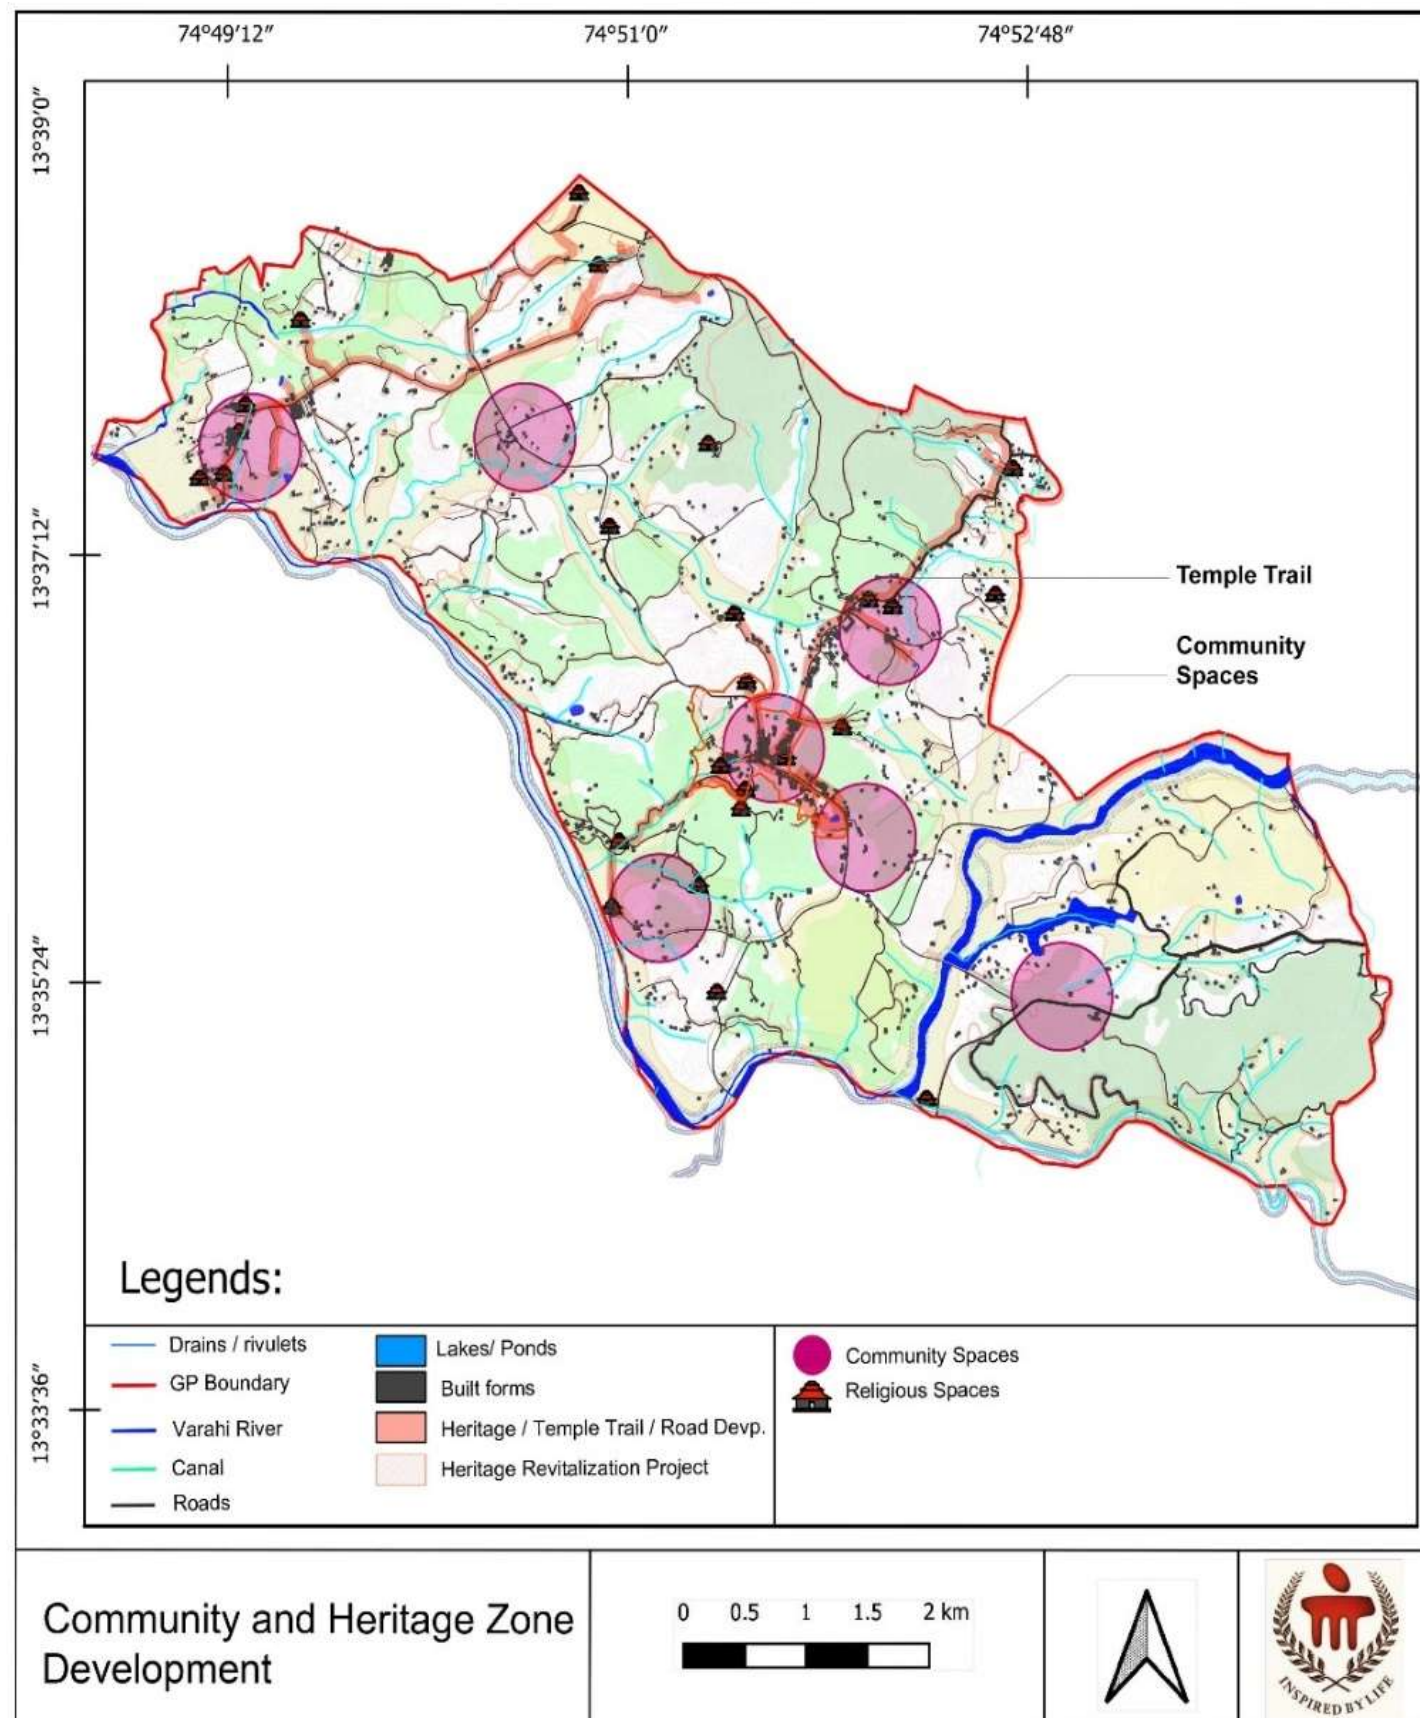 74°49′12″
74°51′0″
74°52′48″
13°39′0″
13°37′12″
13°35′24″
13°33′36″
Temple Trail
Community
Spaces
Legends:
Drains / rivulets
GP Boundary
Varahi River
Canal
Roads
Lakes/ Ponds
Built forms
Heritage / Temple Trail / Road Devp.
Heritage Revitalization Project
Community Spaces
Religious Spaces
Community and Heritage Zone
Development
0 0.5 1 1.5 2 km
INSPIRED BY LIFE